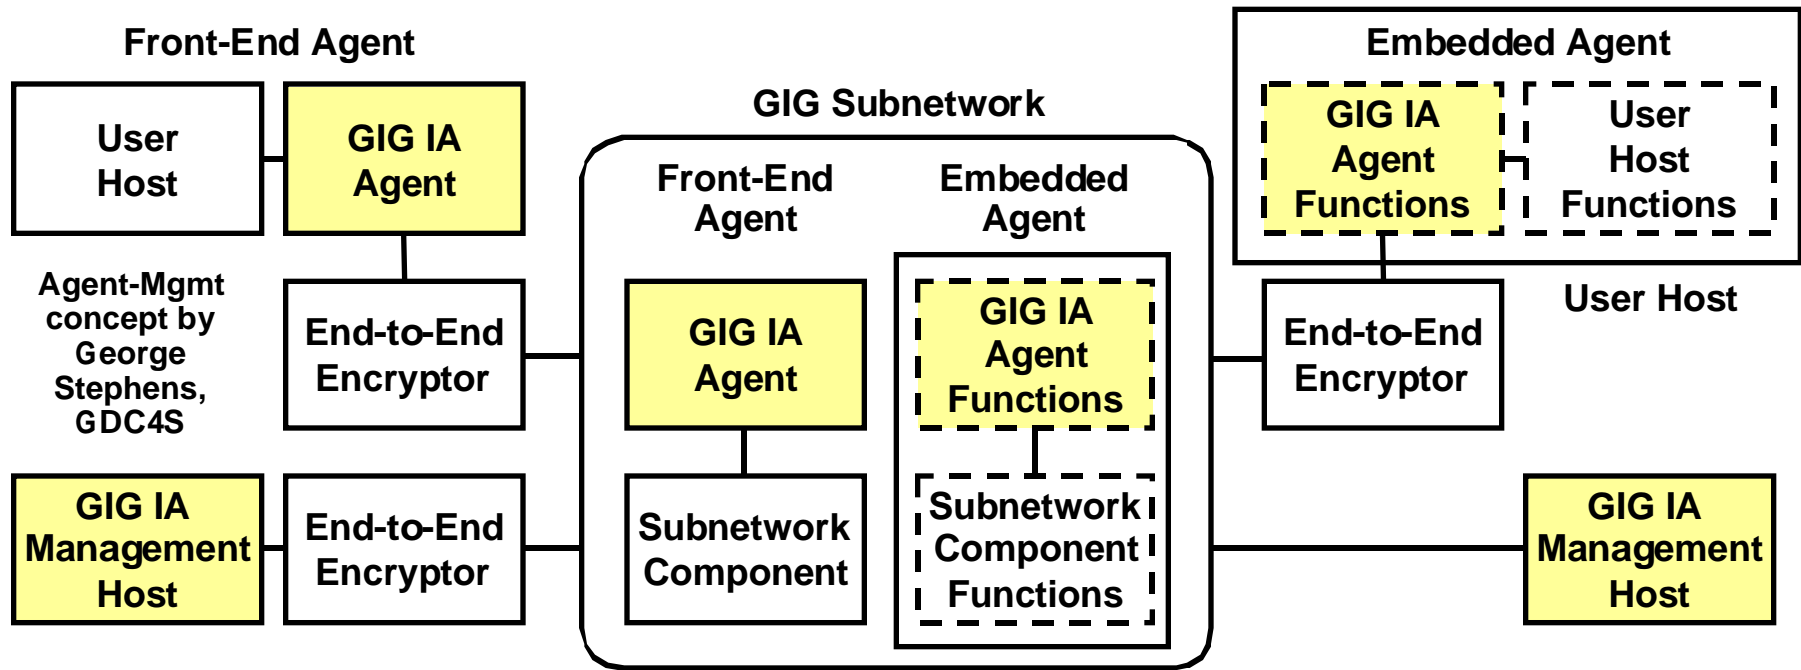 Front-End Agent
User
Host
GIG IA
Agent
Agent-Mgmt
concept by
George
Stephens,
GDC4S
End-to-End
Encryptor
GIG IA
Management
Host
End-to-End
Encryptor
GIG Subnetwork
Front-End
Agent
GIG IA
Agent
Subnetwork
Component
Embedded
Agent
GIG IA
Agent
Functions
Subnetwork
Component
Functions
Embedded Agent
GIG IA
Agent
Functions
User
Host
Functions
User Host
End-to-End
Encryptor
GIG IA
Management
Host